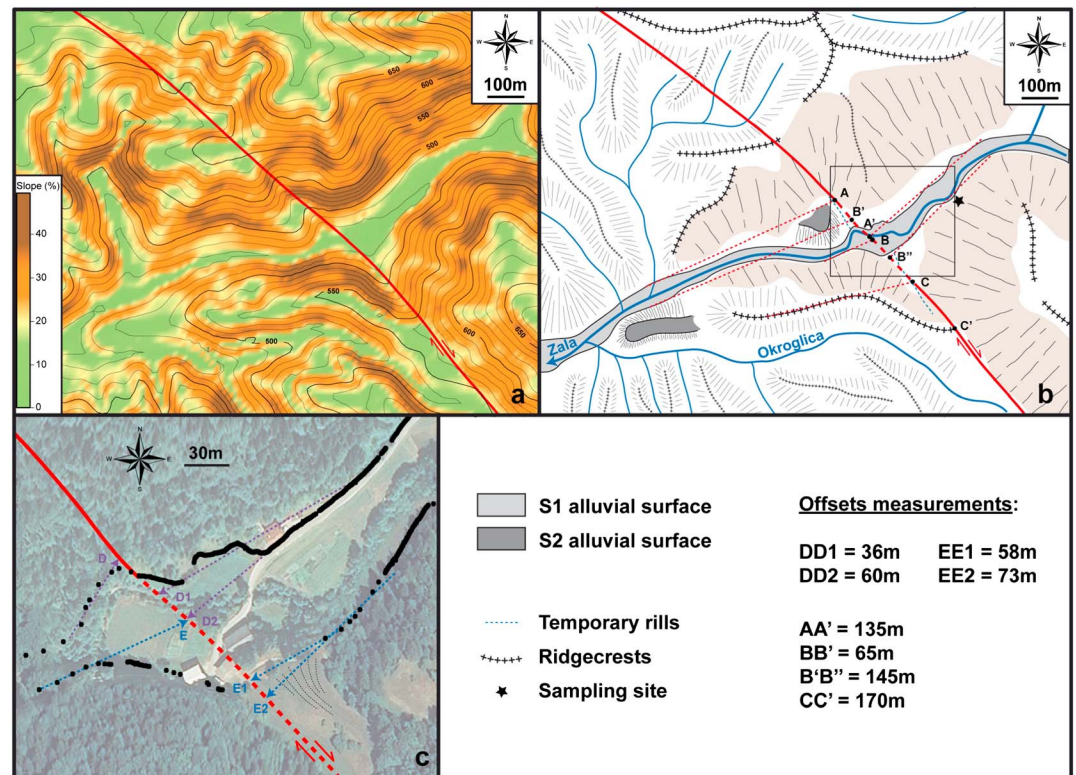 N
W E
S
100m
650
600
550
500
550
500
600
650
Slope (%)
40
30
20
10
0
a
N
W E
S
100m
A
B'
A'
B
B''
C
C'
Zala
Okroglica
b
N
W E
S
30m
D
D1
D2
E
E1
E2
c
S1 alluvial surface
S2 alluvial surface
Temporary rills
Ridgecrests
Sampling site
Offsets measurements:
DD1 = 36m EE1 = 58m
DD2 = 60m EE2 = 73m
AA' = 135m
BB' = 65m
B'B'' = 145m
CC' = 170m